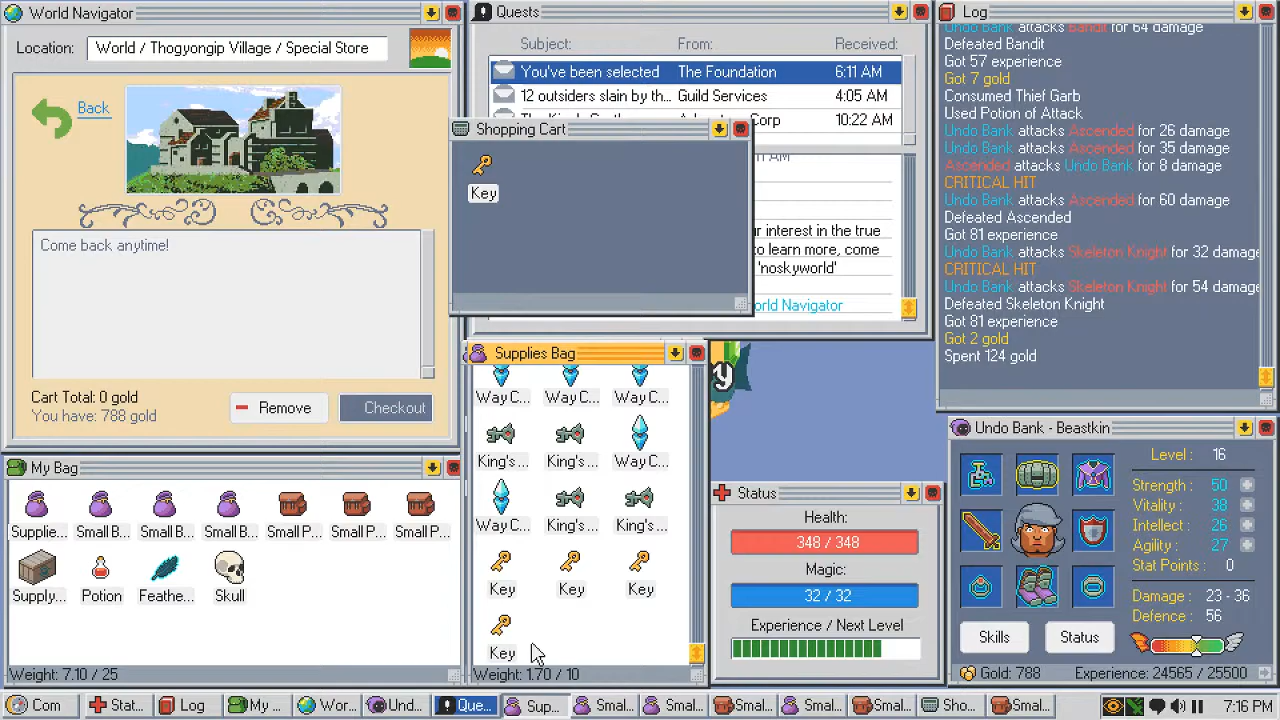 World Navigator
Location: World / Thogyongip Village / Special Store
Back
Come back anytime!
Cart Total: 0 gold
You have: 788 gold
Remove
Checkout
Quests
Subject: From: Received:
You've been selected The Foundation 6:11 AM
12 outsiders slain by th... Guild Services 4:05 AM
Corp 10:22 AM
AM
ur interest in the true
to learn more, come
'noskyworld'
orld Navigator
Shopping Cart
Key
Log
Undo Bank attacks Bandit for 64 damage
Defeated Bandit
Got 57 experience
Got 7 gold
Consumed Thief Garb
Used Potion of Attack
Undo Bank attacks Ascended for 26 damage
Undo Bank attacks Ascended for 35 damage
Ascended attacks Undo Bank for 8 damage
CRITICAL HIT
Undo Bank attacks Ascended for 60 damage
Defeated Ascended
Got 81 experience
Undo Bank attacks Skeleton Knight for 32 damage
CRITICAL HIT
Undo Bank attacks Skeleton Knight for 54 damage
Defeated Skeleton Knight
Got 81 experience
Got 2 gold
Spent 124 gold
My Bag
Supplie... Small B... Small B... Small B... Small P... Small P... Small P...
Supply... Potion Feathe... Skull
Weight: 7.10 / 25
Supplies Bag
Way C... Way C... Way C...
King's ... King's ... Way C...
Way C... King's ... King's ...
Key Key Key
Key
Weight: 1.70 / 10
y
Status
Health:
348 / 348
Magic:
32 / 32
Experience / Next Level
Undo Bank - Beastkin
Level: 16
Strength: 50
Vitality: 38
Intellect: 26
Agility: 27
Stat Points: 0
Damage: 23 - 36
Defence: 56
Skills
Status
Gold: 788 Experience: 24565 / 25500
Com Stat... Log My ... Wor... Und... Que... Sup... Smal... Smal... Smal... Smal... Smal... Sho... Smal... 7:16 PM